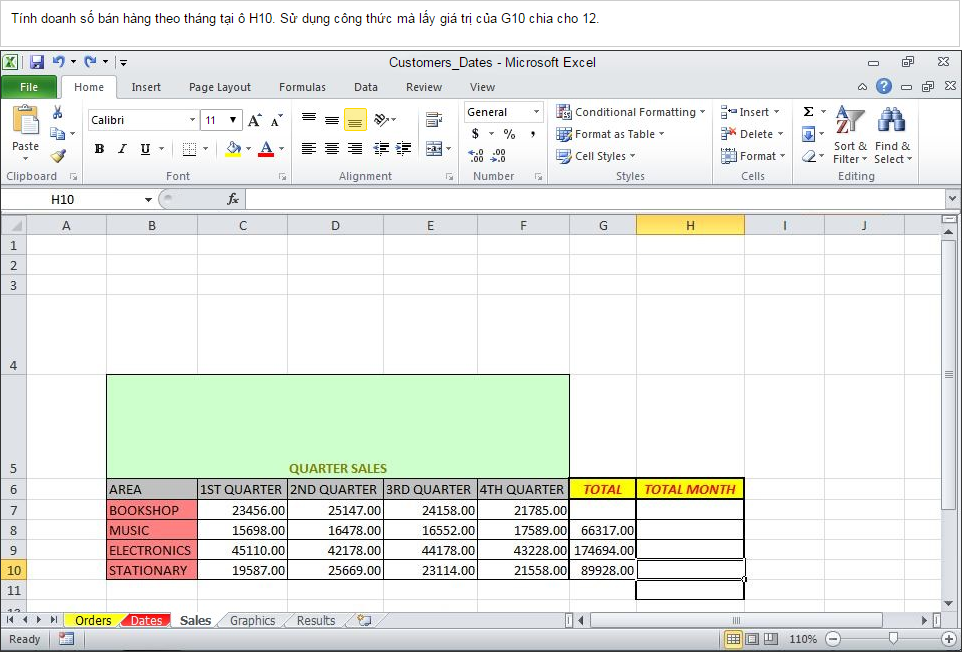 Tính doanh số bán hàng theo tháng tại ô H10. Sử dụng công thức mà lấy giá trị của G10 chia cho 12.
Customers_Dates - Microsoft Excel
File Home Insert Page Layout Formulas Data Review View
Calibri 11 General Conditional Formatting Insert Σ
Paste B I U A $ % , Format as Table Delete Sort & Find &
Cell Styles Format Filter Select
Clipboard Font Alignment Number Styles Cells Editing
H10 fx
A B C D E F G H I J
1
2
3
4
5 QUARTER SALES
6 AREA 1ST QUARTER 2ND QUARTER 3RD QUARTER 4TH QUARTER TOTAL TOTAL MONTH
7 BOOKSHOP 23456.00 25147.00 24158.00 21785.00
8 MUSIC 15698.00 16478.00 16552.00 17589.00 66317.00
9 ELECTRONICS 45110.00 42178.00 44178.00 43228.00 174694.00
10 STATIONARY 19587.00 25669.00 23114.00 21558.00 89928.00
11
12
Orders Dates Sales Graphics Results
Ready 110%